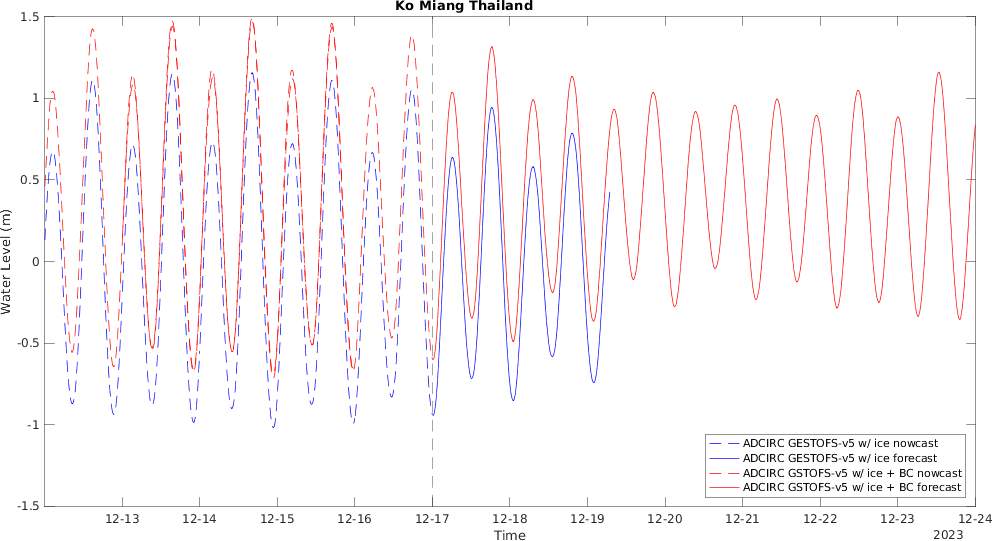 Ko Miang Thailand
1.5
1
0.5
0
-0.5
-1
-1.5
Water Level (m)
ADCIRC GESTOFS-v5 w/ ice nowcast
ADCIRC GESTOFS-v5 w/ ice forecast
ADCIRC GSTOFS-v5 w/ ice + BC nowcast
ADCIRC GSTOFS-v5 w/ ice + BC forecast
12-13 12-14 12-15 12-16 12-17 12-18 12-19 12-20 12-21 12-22 12-23 12-24
Time
2023